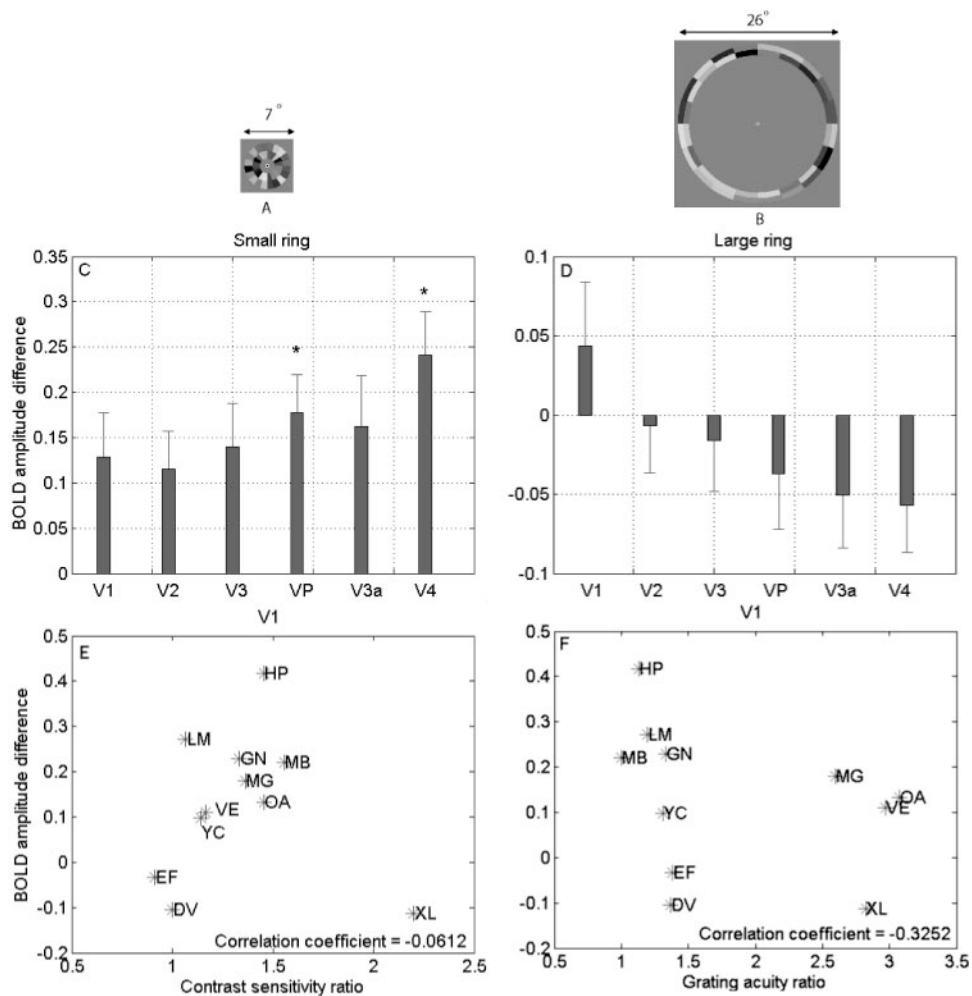 26°
7°
A
B
Small ring
Large ring
BOLD amplitude difference
0.35
0.3
0.25
0.2
0.15
0.1
0.05
0
C
*
*
V1
V2
V3
VP
V3a
V4
0.1
0.05
0
-0.05
-0.1
D
V1
V2
V3
VP
V3a
V4
V1
V1
BOLD amplitude difference
0.5
0.4
0.3
0.2
0.1
0
-0.1
-0.2
E
HP
LM
GN
MB
MG
VE
OA
YC
EF
DV
XL
Correlation coefficient = -0.0612
0.5
1
1.5
2
2.5
Contrast sensitivity ratio
0.5
0.4
0.3
0.2
0.1
0
-0.1
-0.2
F
HP
LM
MB
GN
MG
OA
VE
YC
EF
DV
XL
Correlation coefficient = -0.3252
0.5
1
1.5
2
2.5
3
3.5
Grating acuity ratio